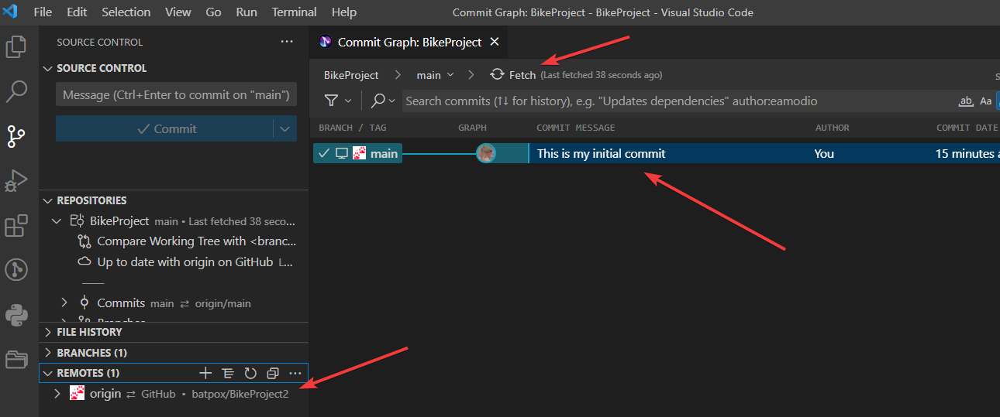 File Edit Selection View Go Run Terminal Help Commit Graph: BikeProject - BikeProject - Visual Studio Code
SOURCE CONTROL ···
SOURCE CONTROL
Message (Ctrl+Enter to commit on "main")
Commit
REPOSITORIES
BikeProject main • Last fetched 38 seco...
Compare Working Tree with <branc...
Up to date with origin on GitHub L...
Commits main ⇄ origin/main
Branches
FILE HISTORY
BRANCHES (1)
REMOTES (1)
origin ⇄ GitHub • batpox/BikeProject2
Commit Graph: BikeProject
BikeProject > main > Fetch (Last fetched 38 seconds ago)
Search commits (↑↓ for history), e.g. "Updates dependencies" author:eamodio ab, Aa
BRANCH / TAG GRAPH COMMIT MESSAGE AUTHOR COMMIT DATE
main This is my initial commit You 15 minutes a